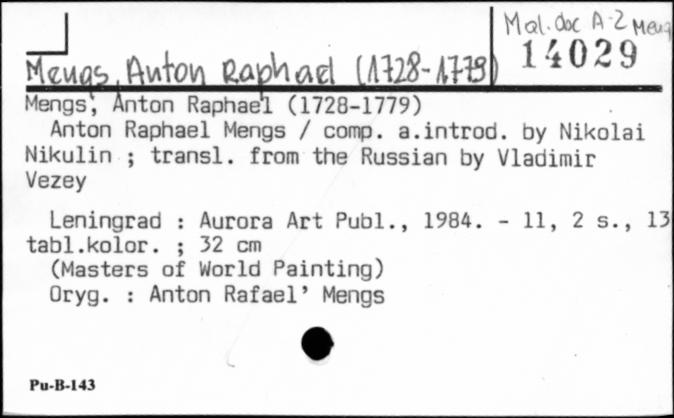 Mal. doc A-Z Meng
14029
Mengs, Anton Raphael (1728-1779)
Mengs, Anton Raphael (1728-1779)
Anton Raphael Mengs / comp. a.introd. by Nikolai
Nikulin ; transl. from the Russian by Vladimir
Vezey
Leningrad : Aurora Art Publ., 1984. - 11, 2 s., 13
tabl.kolor. ; 32 cm
(Masters of World Painting)
Oryg. : Anton Rafael' Mengs
Pu-B-143